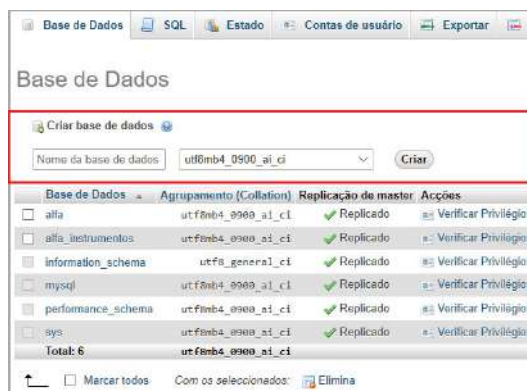 Base de Dados SQL Estado Contas de usuário Exportar
Base de Dados
Criar base de dados
Nome da base de dados utf8mb4_0900_ai_ci Criar
Base de Dados Agrupamento (Collation) Replicação de master Acções
alfa utf8mb4_0900_ai_ci Replicado Verificar Privilégio
alfa_instrumentos utf8mb4_0900_ai_ci Replicado Verificar Privilégio
information_schema utf8_general_ci Replicado Verificar Privilégio
mysql utf8mb4_0900_ai_ci Replicado Verificar Privilégio
performance_schema utf8mb4_0900_ai_ci Replicado Verificar Privilégio
sys utf8mb4_0900_ai_ci Replicado Verificar Privilégio
Total: 6 utf8mb4_0900_ai_ci
Marcar todos Com os seleccionados: Elimina